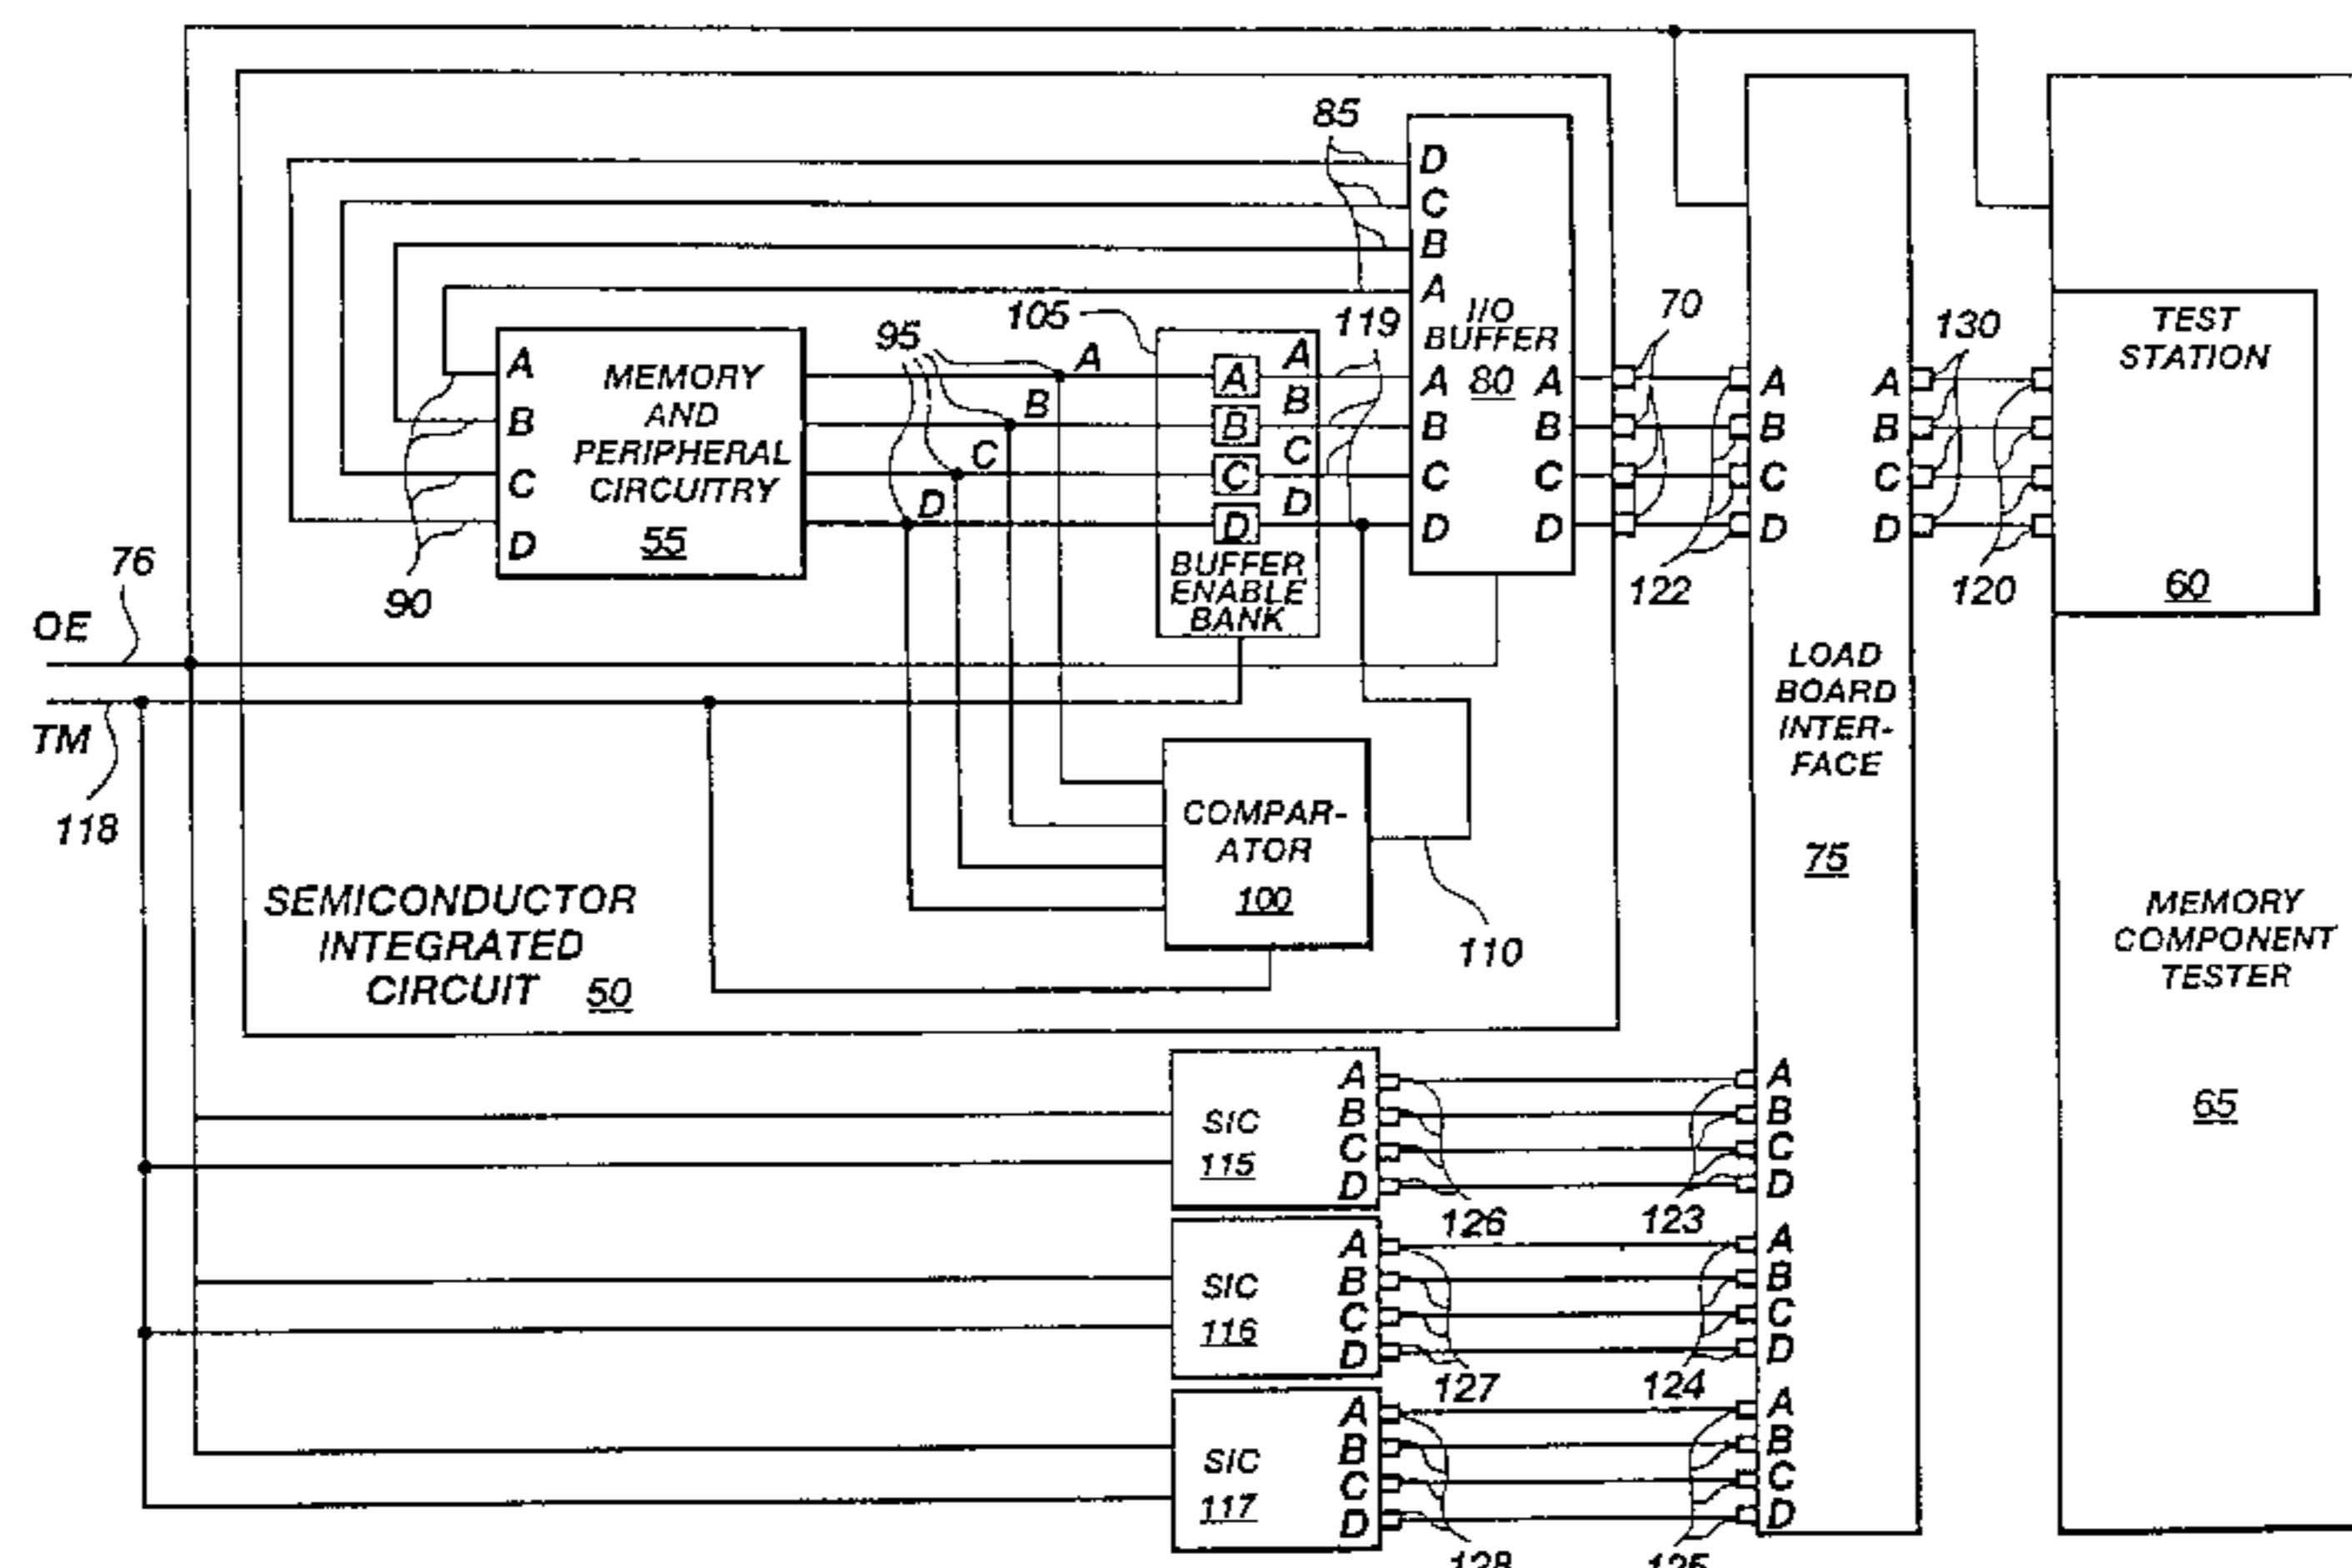 85
D
C
B
A
I/O
BUFFER
80
A
B
C
D
A
B
C
D
105
95
A
B
C
D
119
70
A
B
C
D
MEMORY
AND
PERIPHERAL
CIRCUITRY
55
A
B
C
D
A
B
C
D
BUFFER
ENABLE
BANK
90
76
OE
TM
118
A
B
C
D
122
LOAD
BOARD
INTER-
FACE
75
A
B
C
D
130
120
TEST
STATION
60
MEMORY
COMPONENT
TESTER
65
COMPAR-
ATOR
100
110
SEMICONDUCTOR
INTEGRATED
CIRCUIT 50
SIC
115
A
B
C
D
126
123
A
B
C
D
SIC
116
A
B
C
D
127
124
A
B
C
D
SIC
117
A
B
C
D
128
125
A
B
C
D